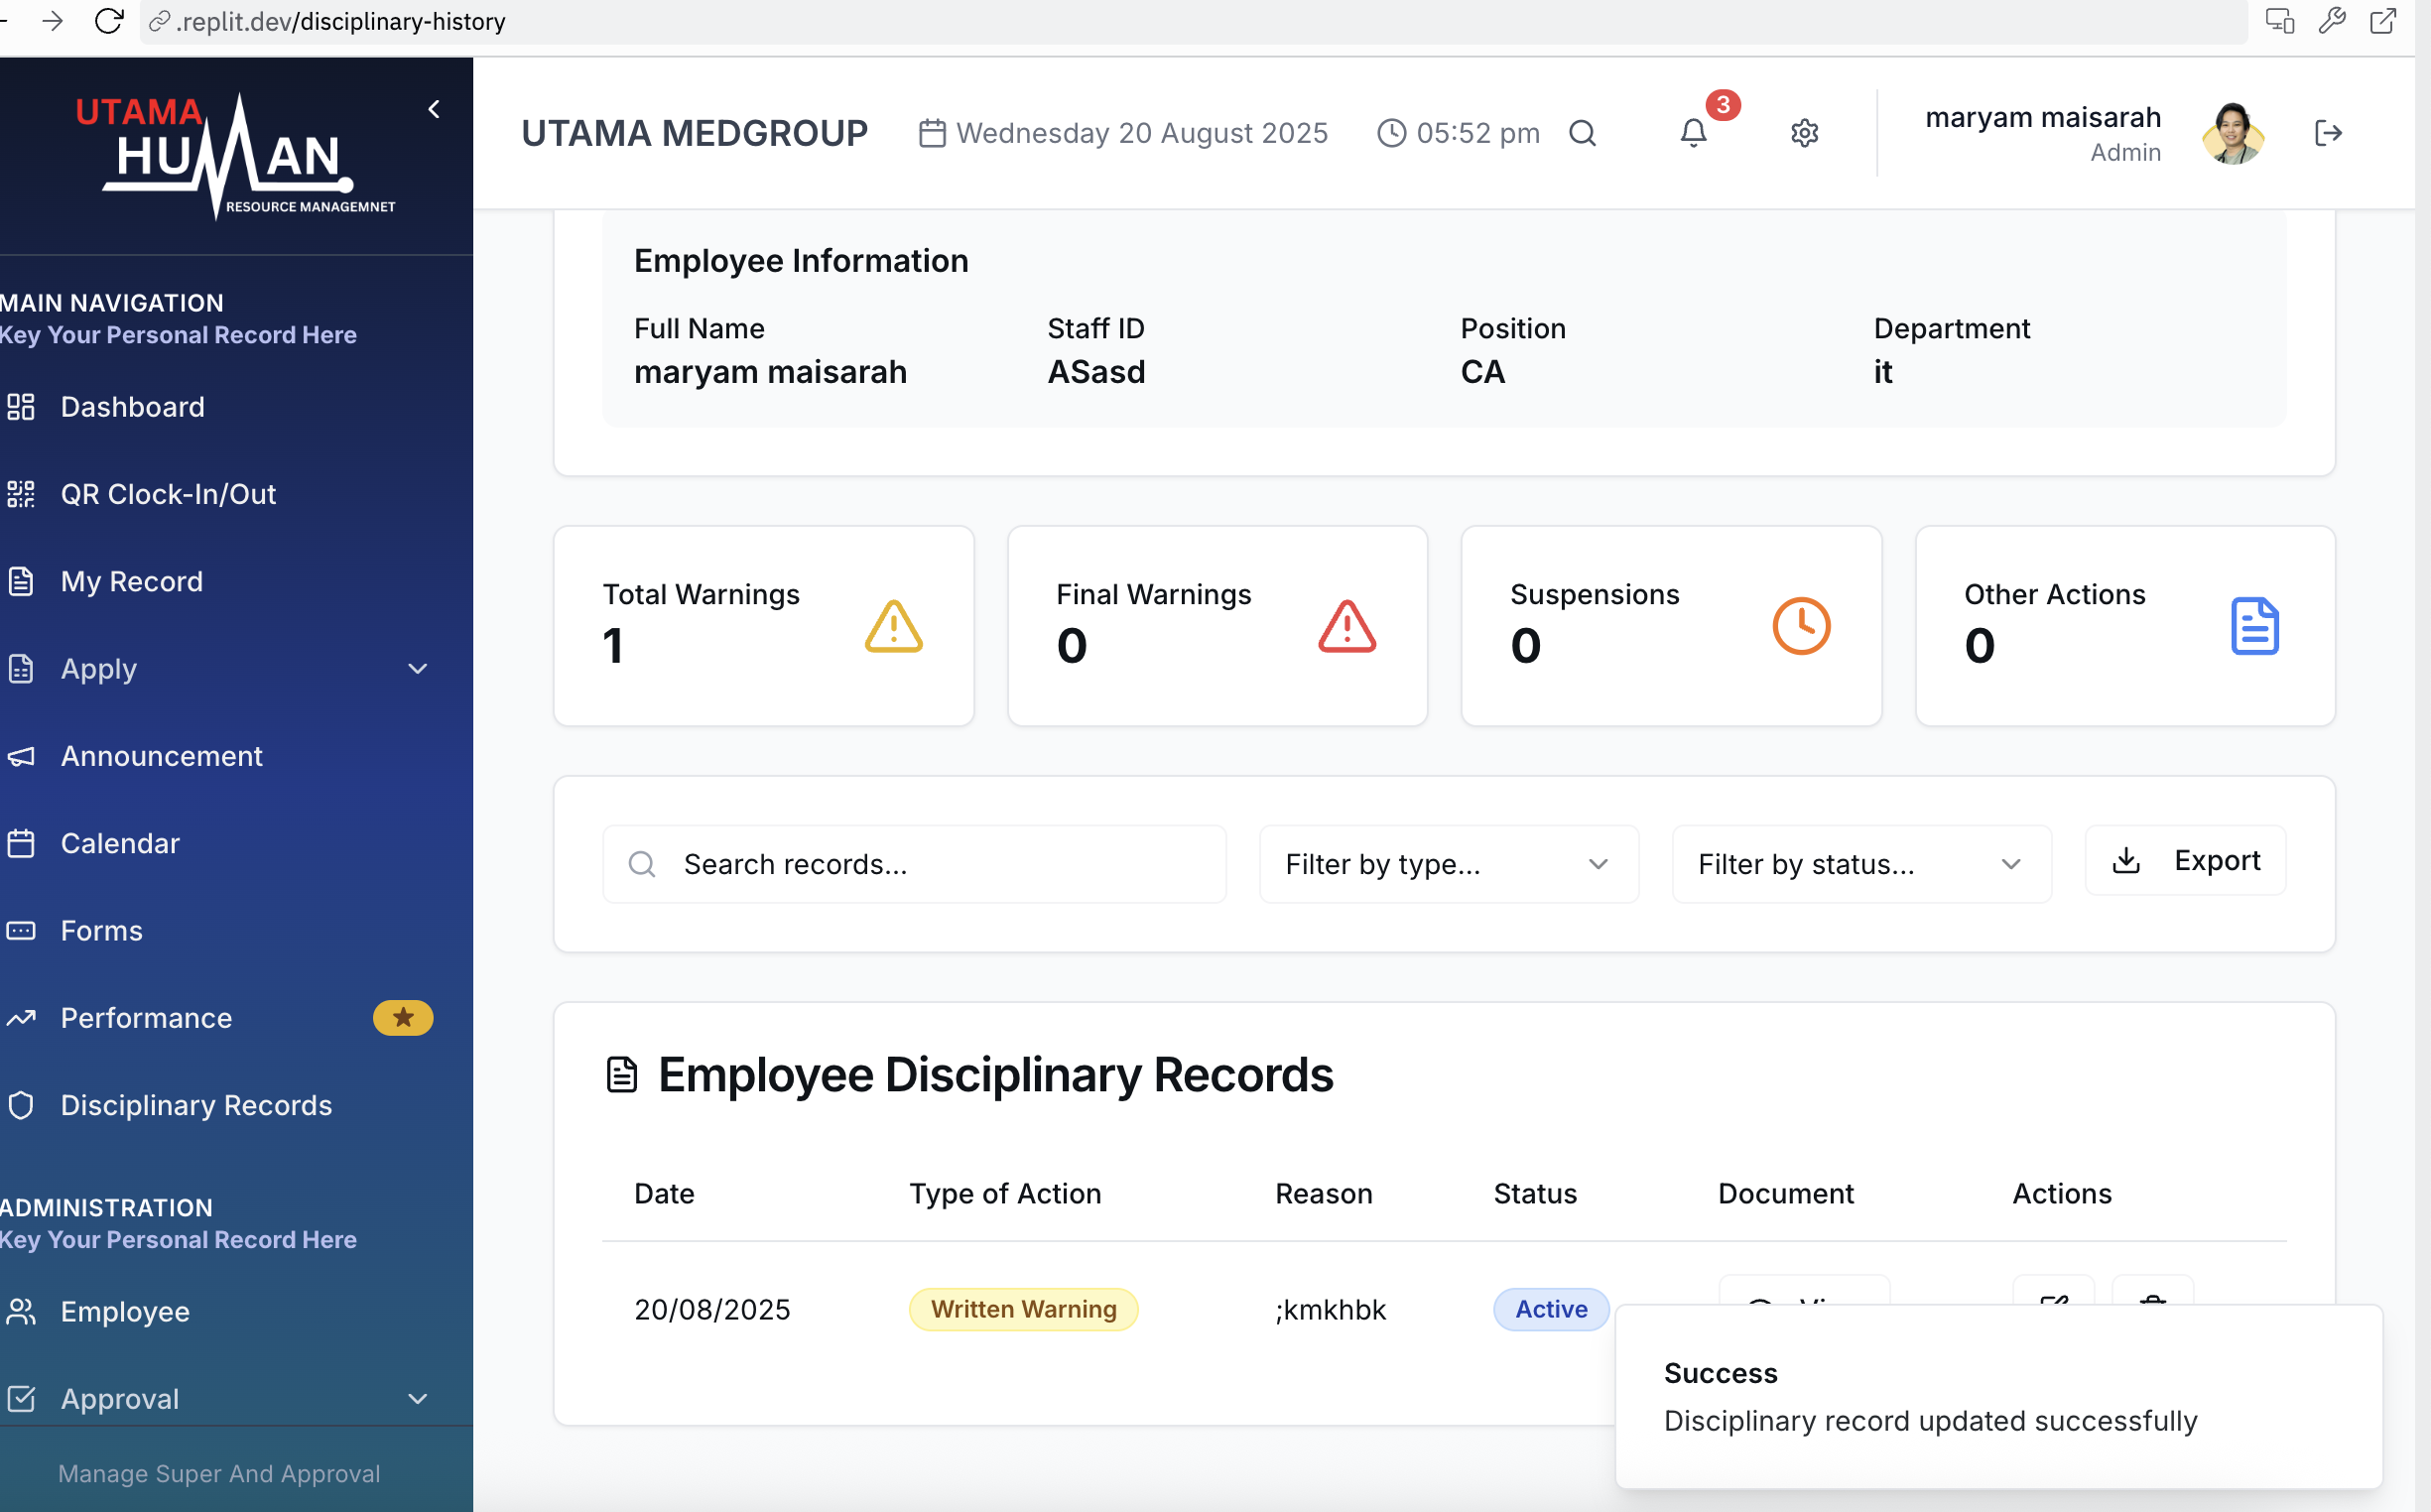 .replit.dev/disciplinary-history
UTAMA
HUMAN
RESOURCE MANAGEMNET
UTAMA MEDGROUP
Wednesday 20 August 2025
05:52 pm
3
maryam maisarah
Admin
MAIN NAVIGATION
Key Your Personal Record Here
Dashboard
QR Clock-In/Out
My Record
Apply
Announcement
Calendar
Forms
Performance
Disciplinary Records
ADMINISTRATION
Key Your Personal Record Here
Employee
Approval
Manage Super And Approval
Employee Information
Full Name
maryam maisarah
Staff ID
ASasd
Position
CA
Department
it
Total Warnings
1
Final Warnings
0
Suspensions
0
Other Actions
0
Search records...
Filter by type...
Filter by status...
Export
Employee Disciplinary Records
Date Type of Action Reason Status Document Actions
20/08/2025 Written Warning ;kmkhbk Active
Success
Disciplinary record updated successfully